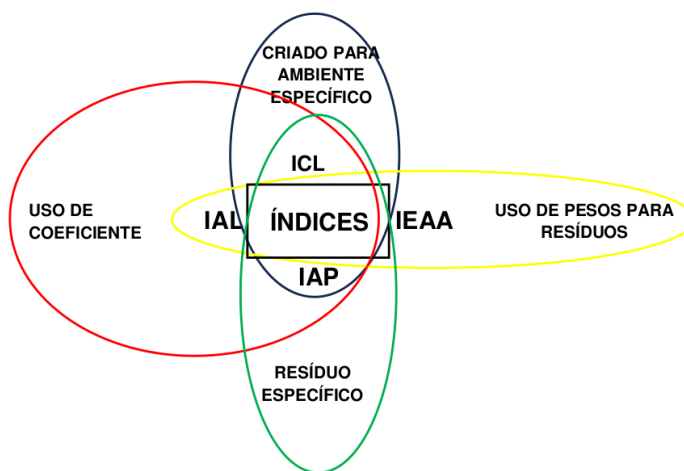 CRIADO PARA
AMBIENTE
ESPECÍFICO
ICL
USO DE
COEFICIENTE
IAL
ÍNDICES
IEAA
USO DE PESOS PARA
RESÍDUOS
IAP
RESÍDUO
ESPECÍFICO